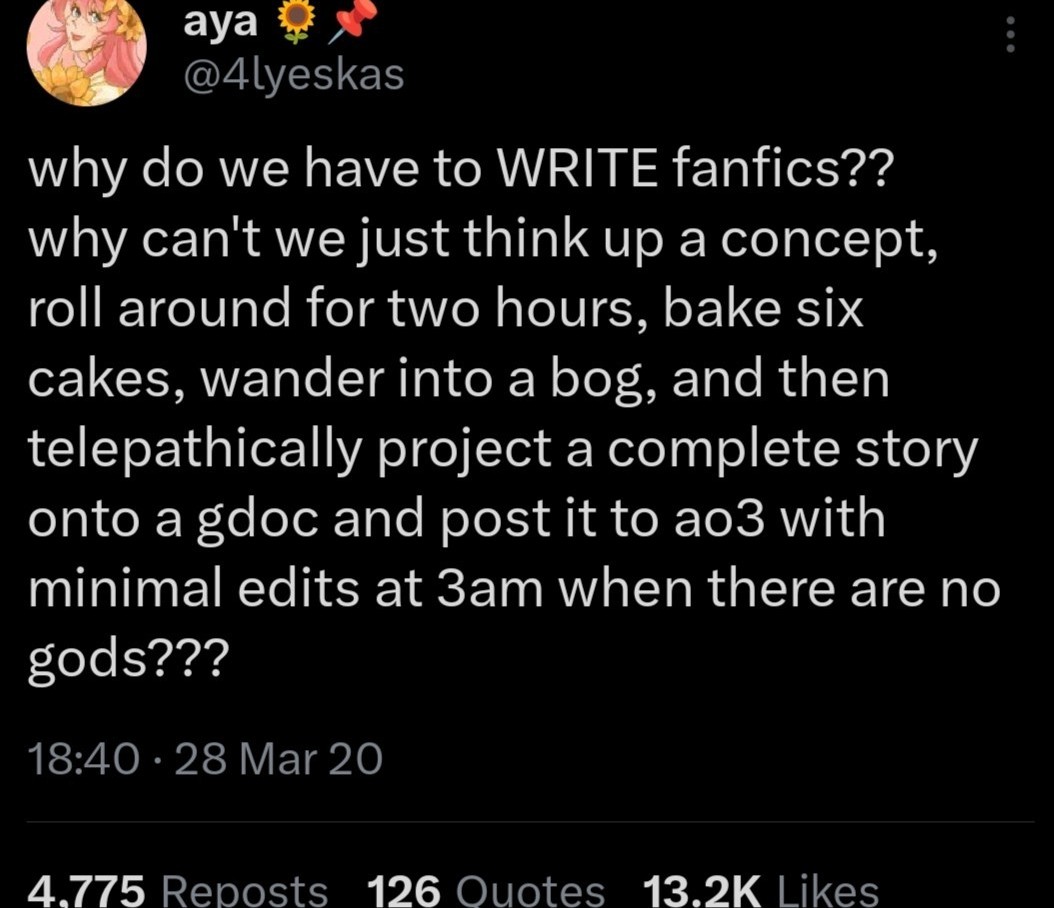 aya 🌻📌
@4lyeskas
why do we have to WRITE fanfics??
why can't we just think up a concept,
roll around for two hours, bake six
cakes, wander into a bog, and then
telepathically project a complete story
onto a gdoc and post it to ao3 with
minimal edits at 3am when there are no
gods???
18:40 · 28 Mar 20
4,775 Reposts 126 Quotes 13.2K Likes